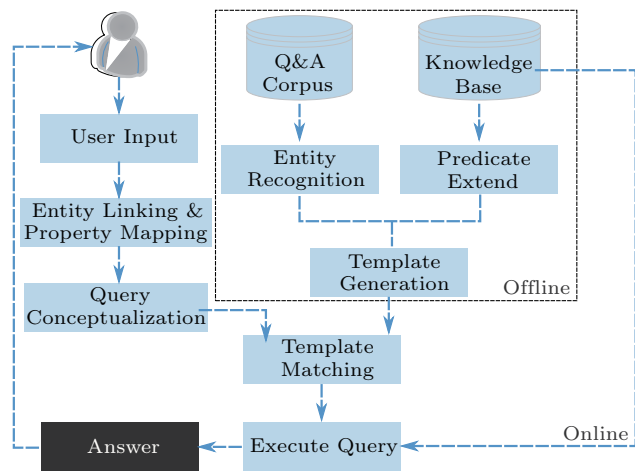 Q&A
Corpus
Knowledge
Base
User Input
Entity
Recognition
Predicate
Extend
Entity Linking &
Property Mapping
Template
Generation
Offline
Query
Conceptualization
Template
Matching
Online
Answer
Execute Query